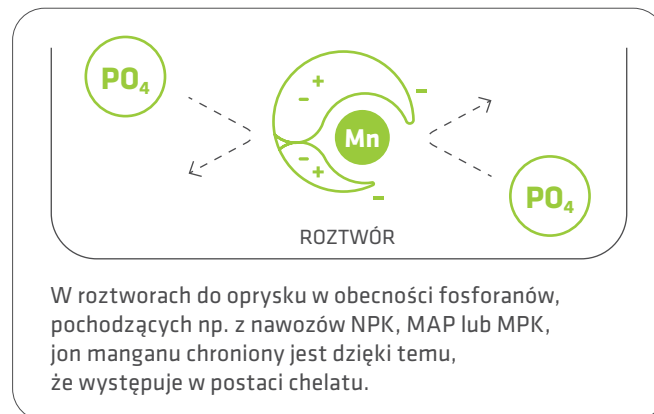 PO₄
+
-
-
Mn
-
+
-
PO₄
ROZTWÓR
W roztworach do oprysku w obecności fosforanów,
pochodzących np. z nawozów NPK, MAP lub MPK,
jon manganu chroniony jest dzięki temu,
że występuje w postaci chelatu.